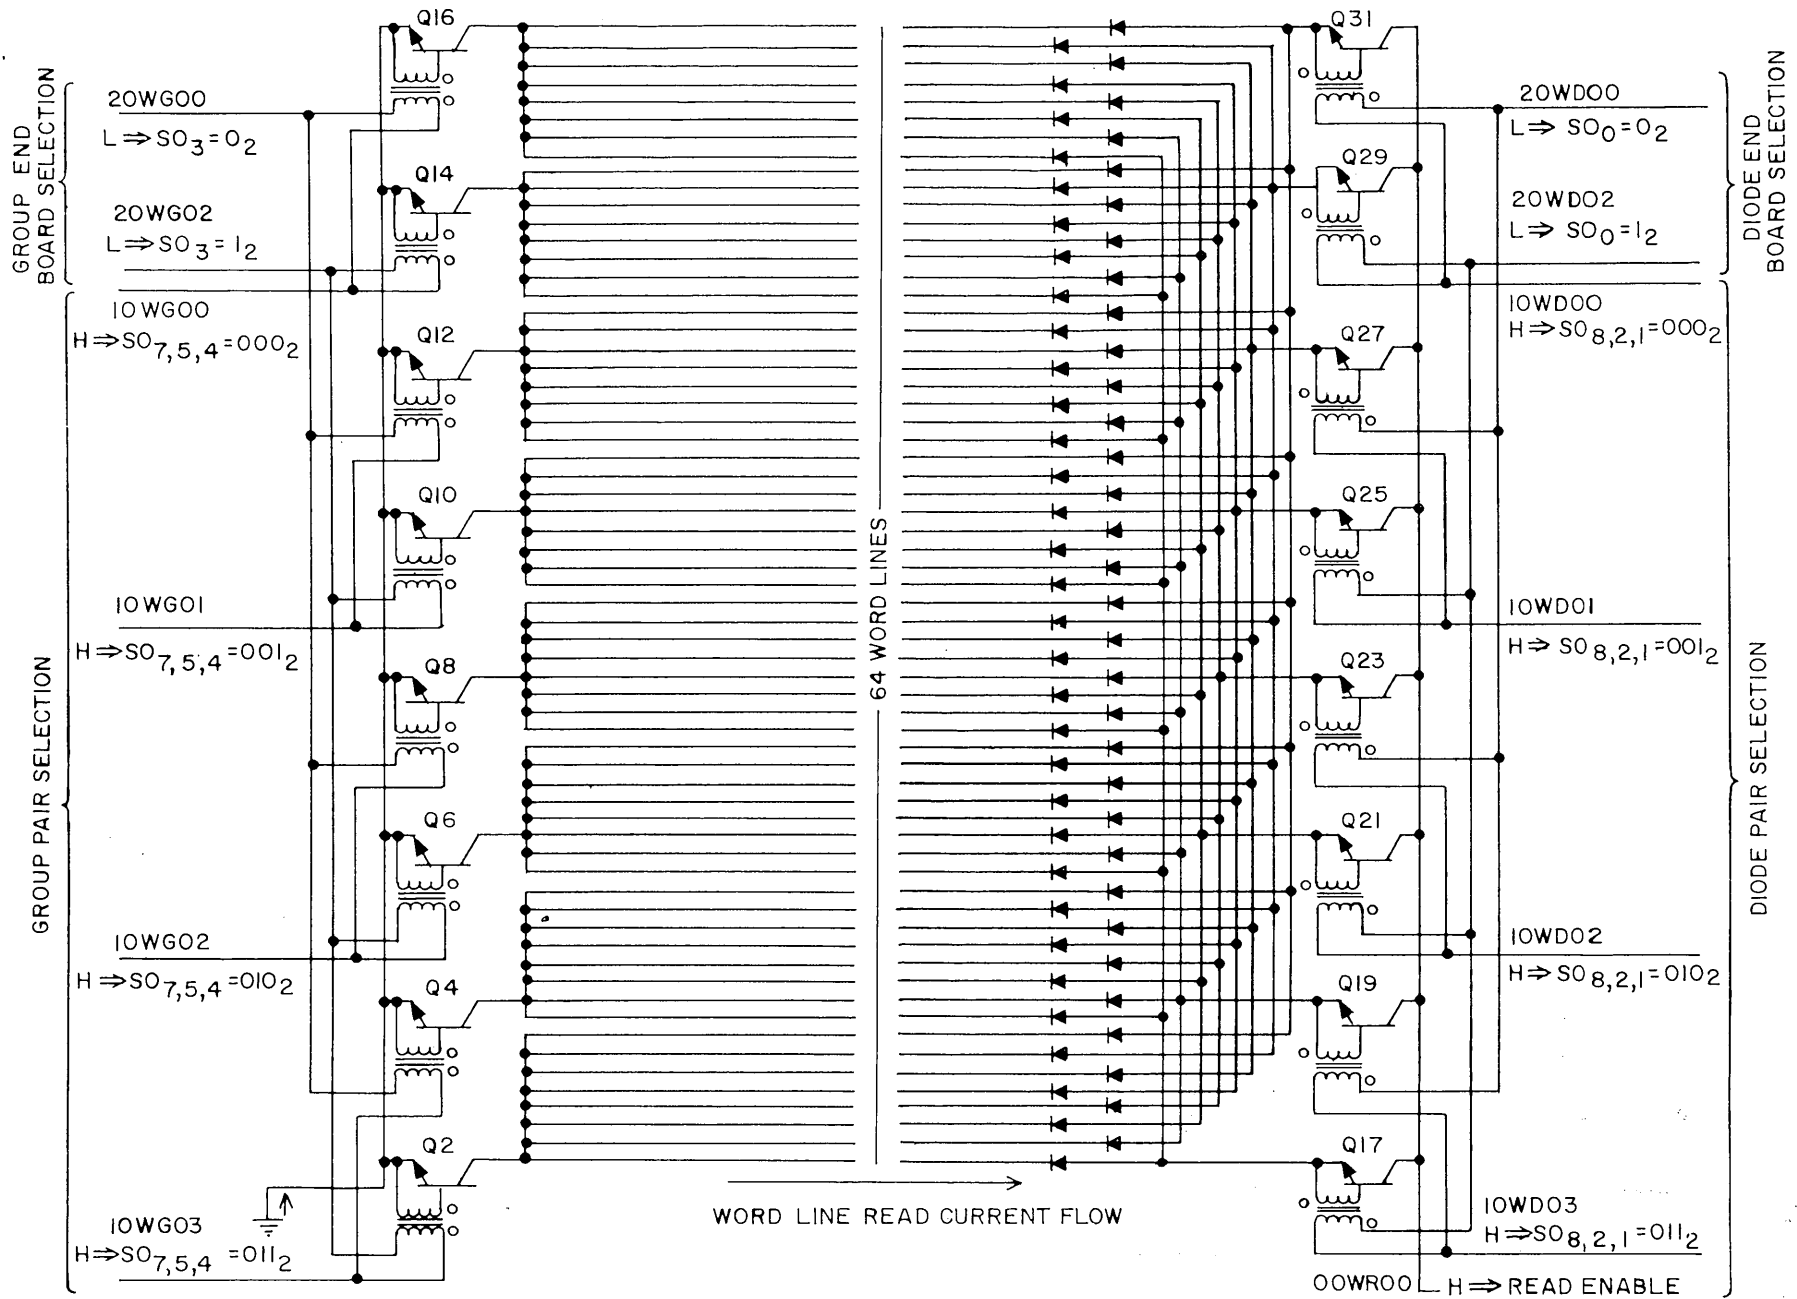 GROUP END
BOARD SELECTION
20WG00
L⇒SO3=02
20WG02
L⇒SO3=12
10WG00
H⇒SO7,5,4=0002
10WG01
H⇒SO7,5,4=0012
GROUP PAIR SELECTION
10WG02
H⇒SO7,5,4=0102
10WG03
H⇒SO7,5,4=0112
Q16
Q14
Q12
Q10
Q8
Q6
Q4
Q2
64 WORD LINES
WORD LINE READ CURRENT FLOW
Q31
Q29
Q27
Q25
Q23
Q21
Q19
Q17
20WD00
L⇒SO0=02
20WD02
L⇒SO0=12
DIODE END
BOARD SELECTION
10WD00
H⇒SO8,2,1=0002
10WD01
H⇒SO8,2,1=0012
DIODE PAIR SELECTION
10WD02
H⇒SO8,2,1=0102
10WD03
H⇒SO8,2,1=0112
00WR00 H⇒READ ENABLE